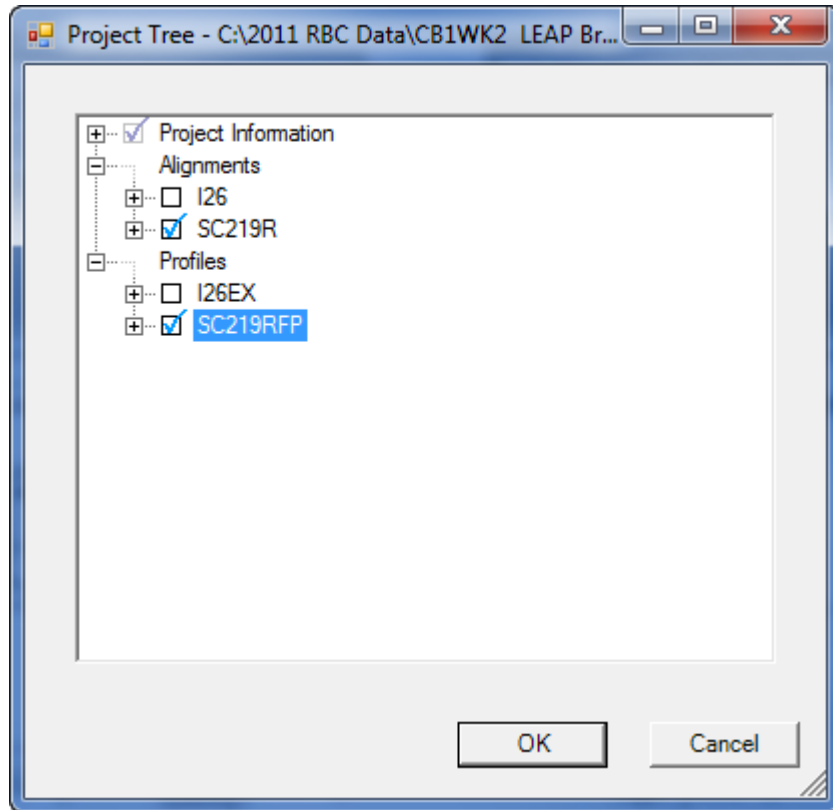 Project Tree - C:\2011 RBC Data\CB1WK2 LEAP Br...
Project Information
Alignments
I26
SC219R
Profiles
I26EX
SC219RFP
OK Cancel